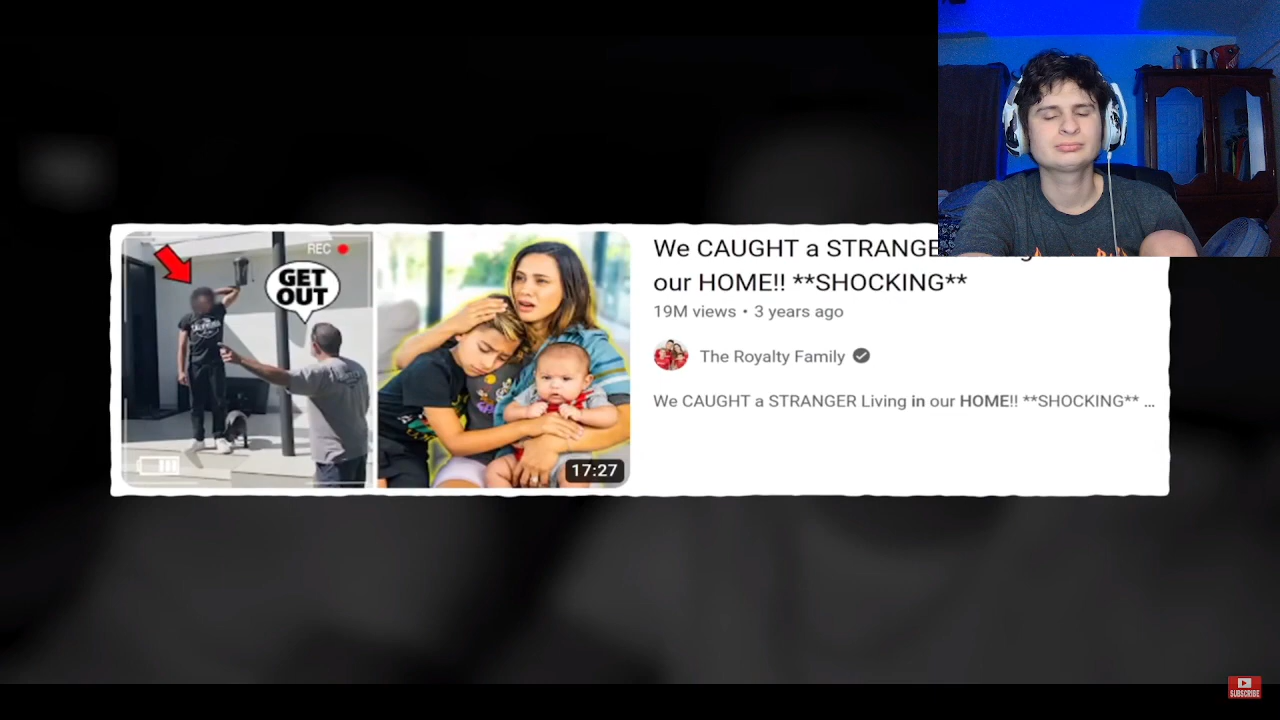 REC
GET
OUT
17:27
We CAUGHT a STRANGE
our HOME!! **SHOCKING**
19M views • 3 years ago
The Royalty Family
We CAUGHT a STRANGER Living in our HOME!! **SHOCKING** ...
SUBSCRIBE